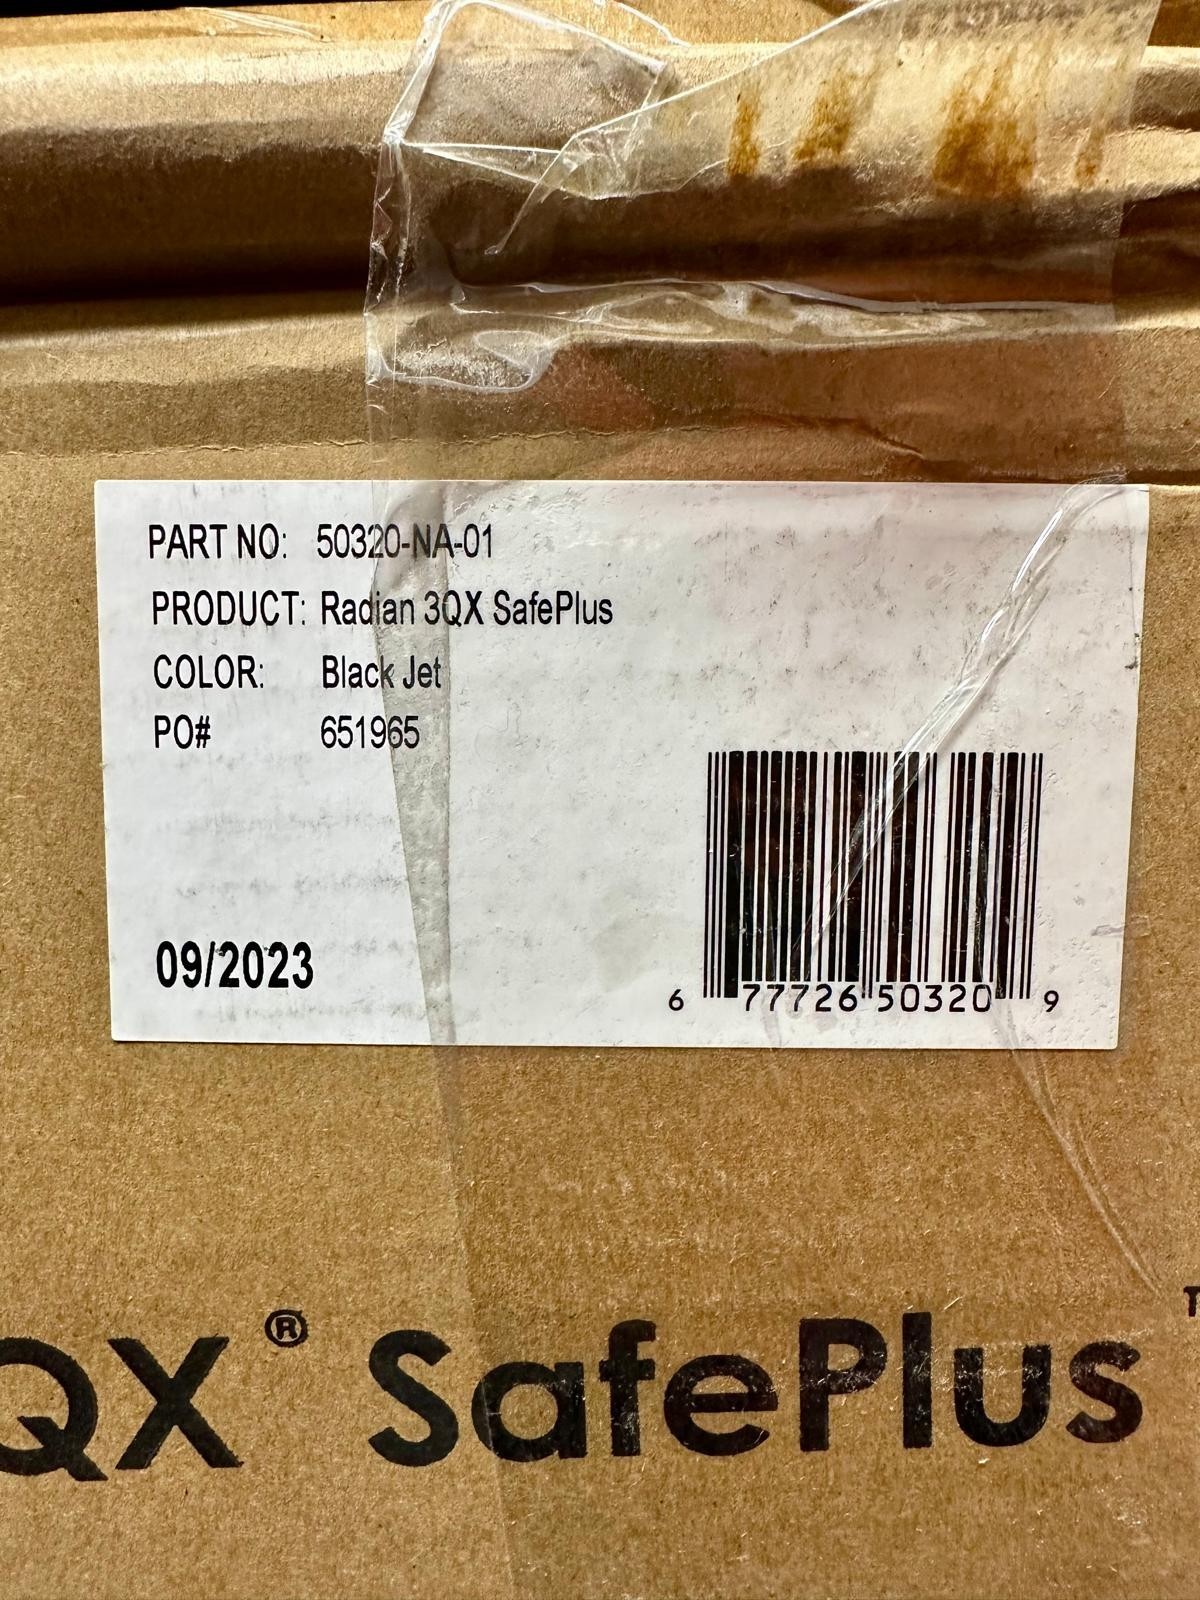 PART NO: 50320-NA-01
PRODUCT: Radian 3QX SafePlus
COLOR: Black Jet
PO# 651965
09/2023
6 77726 50320 9
QX® SafePlus